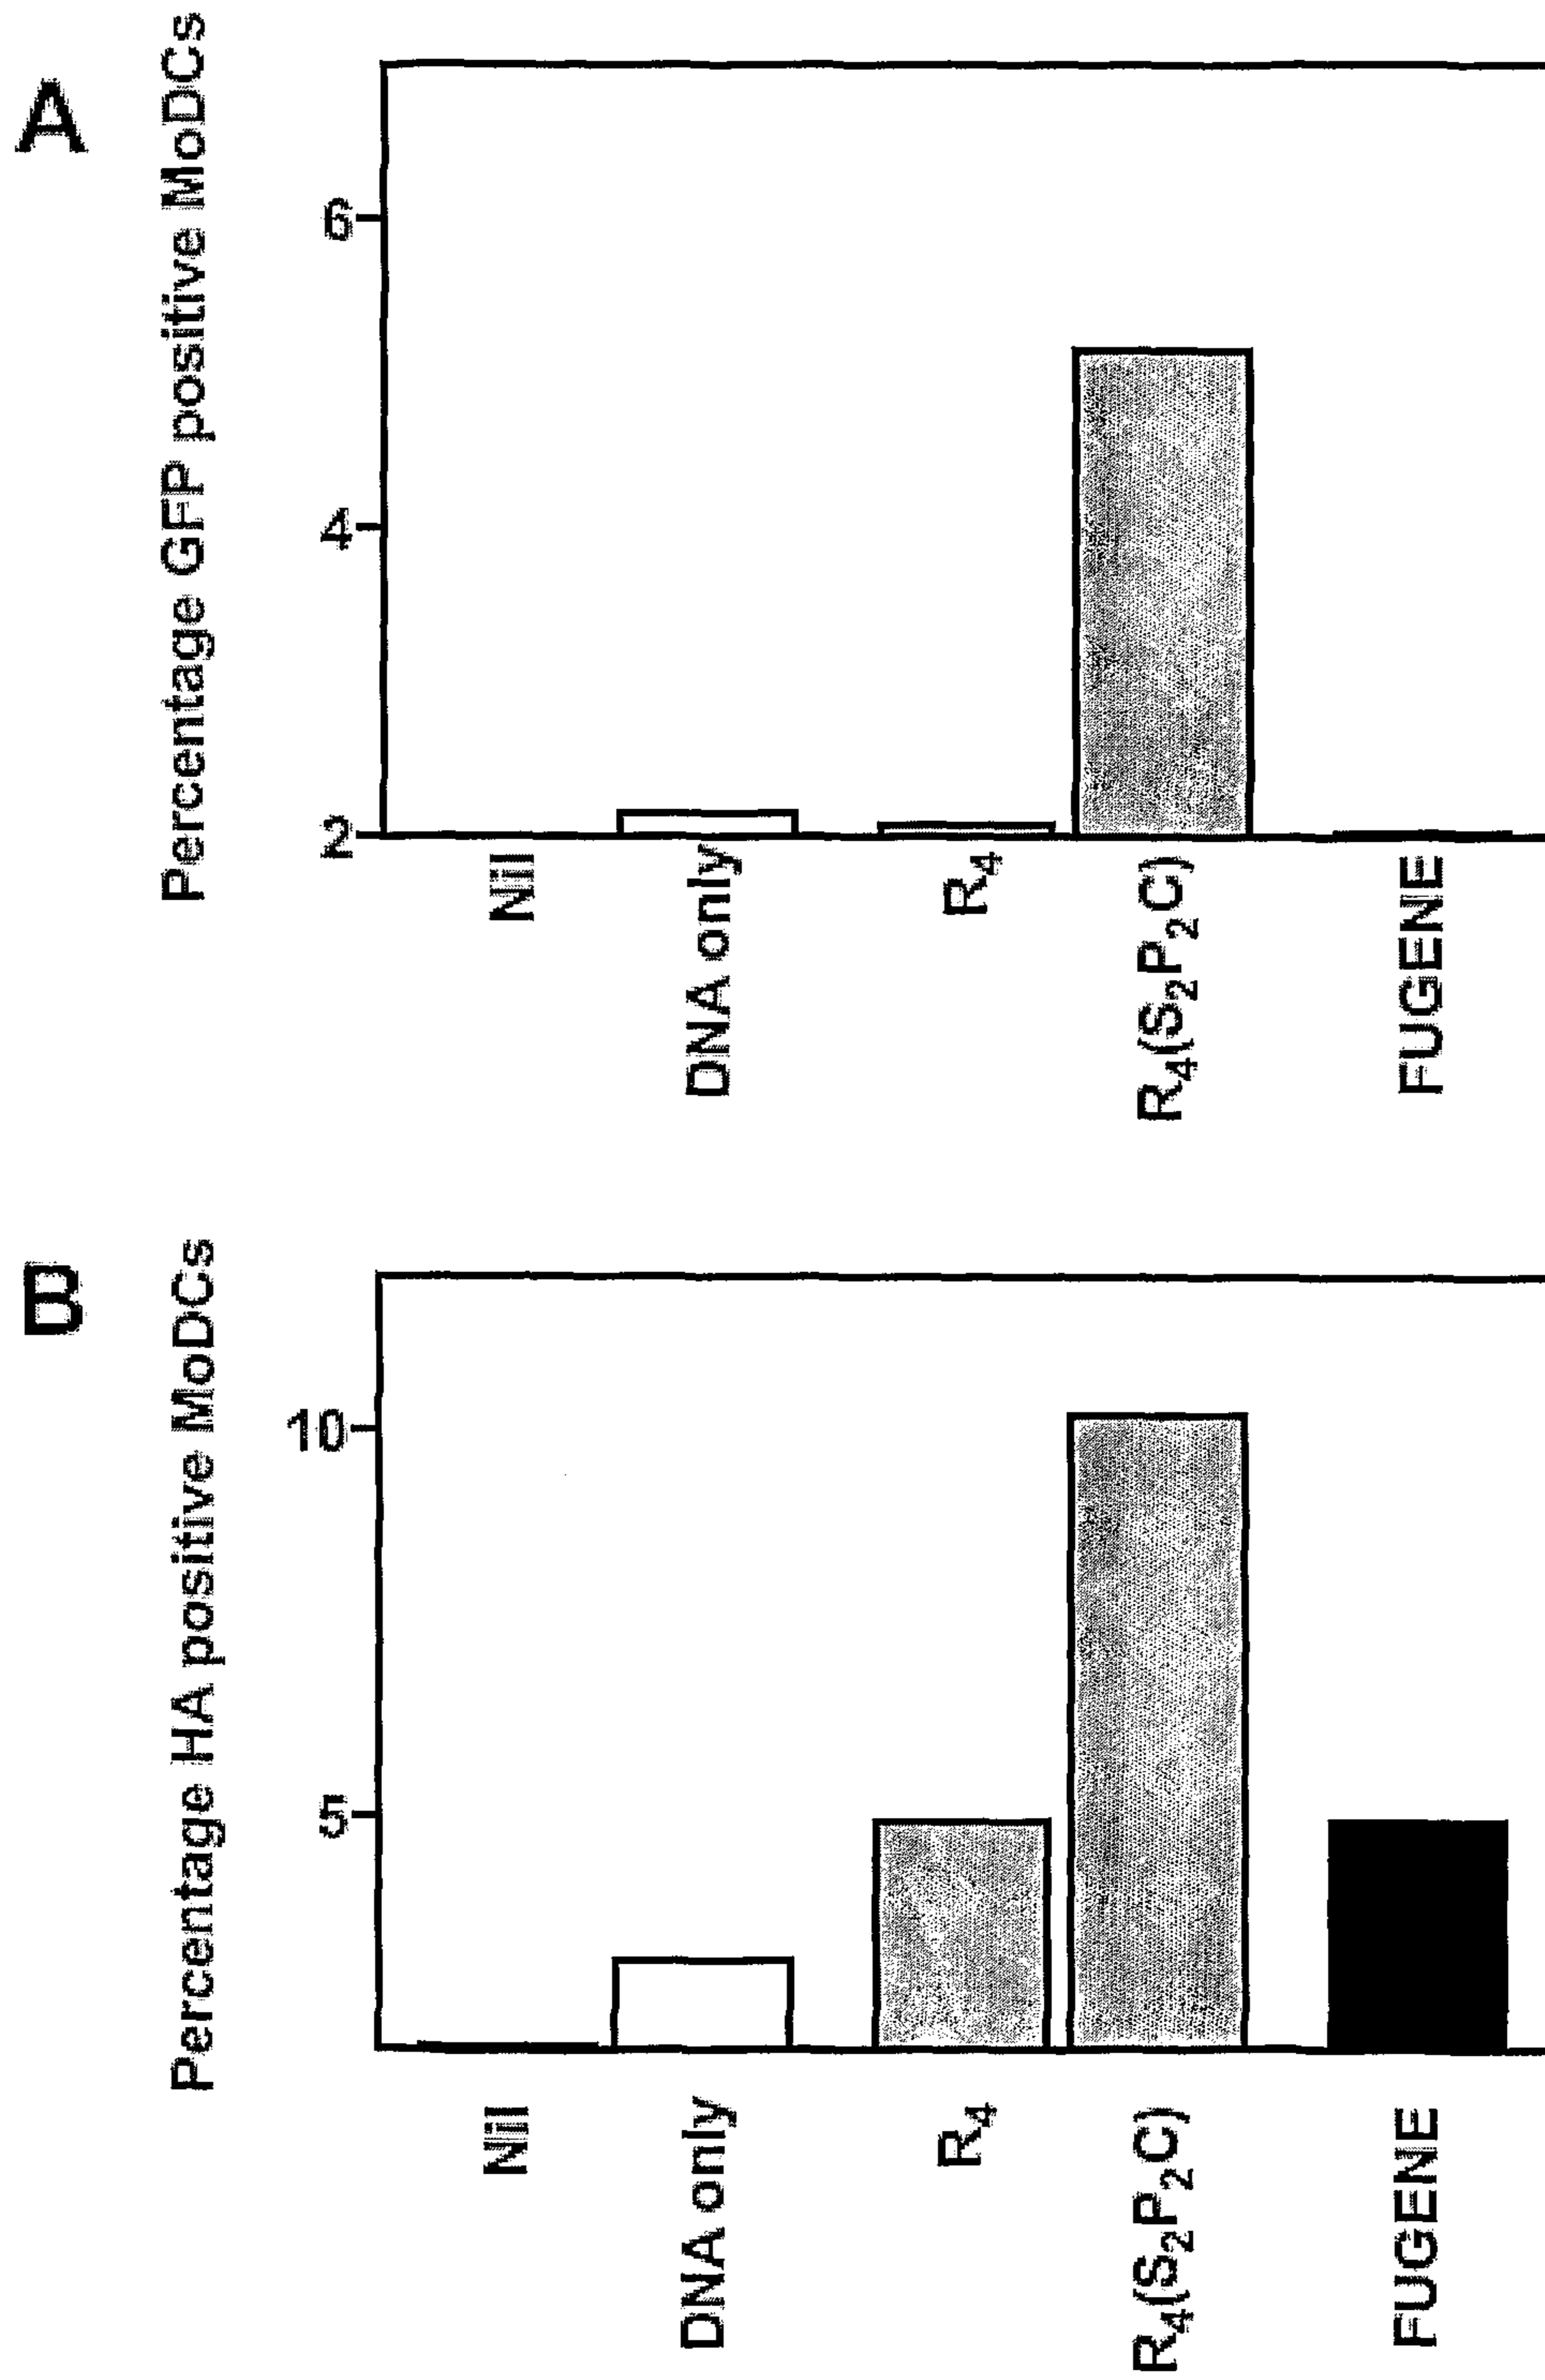 A
Percentage GFP positive MoDCs
6
4
2
Nil
DNA only
R₄
R₄(S₂P₂C)
FUGENE
B
Percentage HA positive MoDCs
10
5
Nil
DNA only
R₄
R₄(S₂P₂C)
FUGENE